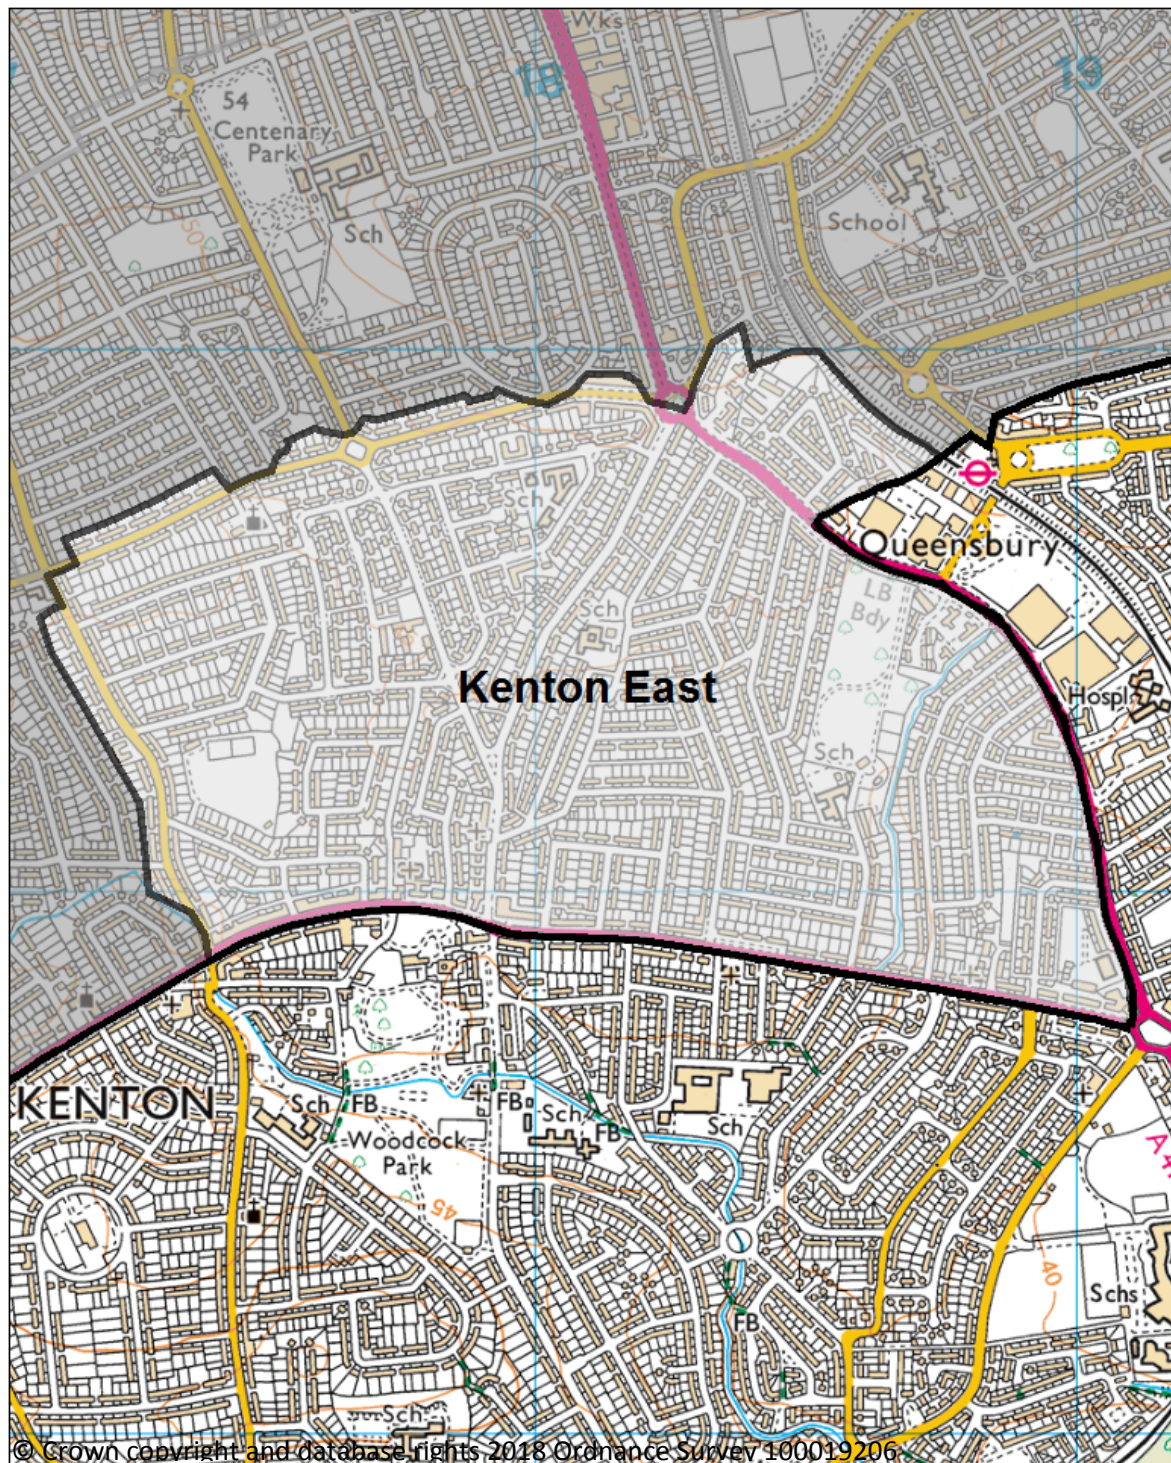 Wks
18
19
54
Centenary
Park
50
Sch
School
Sch
Queensbury
LB
Bdy
Sch
Kenton East
Hospl
Sch
KENTON
Sch
FB
FB
Sch
FB
Sch
Woodcock
Park
45
40
Schs
FB
Sch
© Crown copyright and database rights 2018 Ordnance Survey 100019206